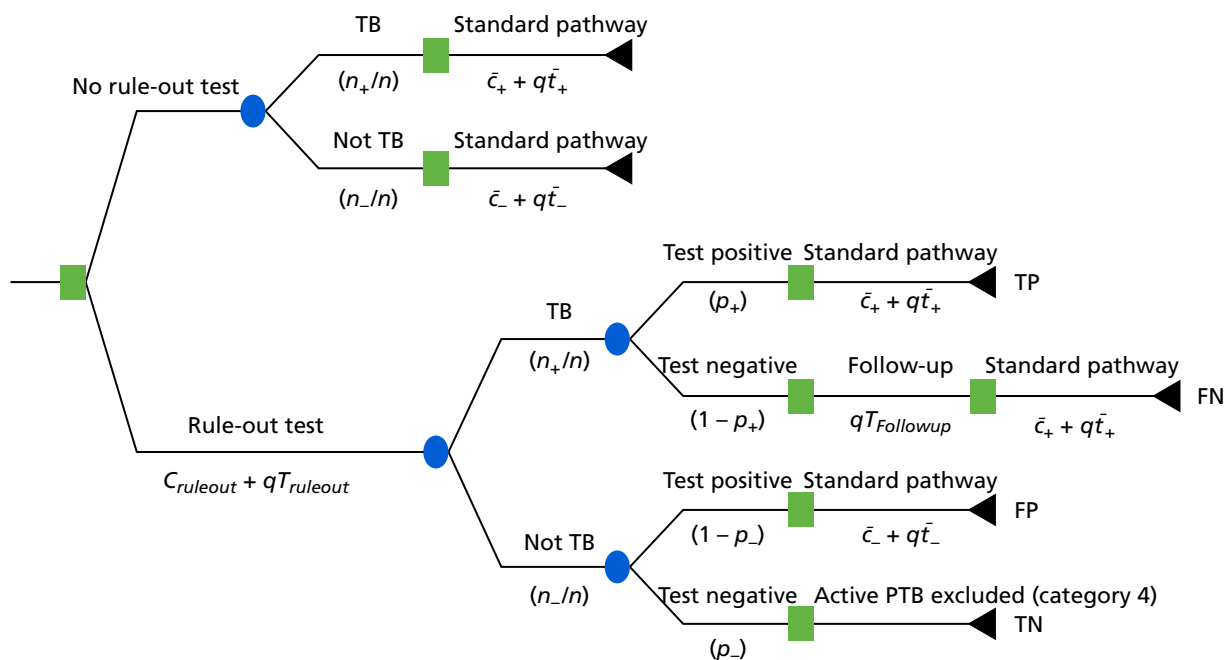 TB Standard pathway
No rule-out test (n₊/n) c̄₊ + qt̄₊
Not TB Standard pathway
(n₋/n) c̄₋ + qt̄₋
Test positive Standard pathway
TB (p₊) c̄₊ + qt̄₊ TP
(n₊/n) Test negative Follow-up Standard pathway
(1 – p₊) qT_Followup c̄₊ + qt̄₊ FN
Rule-out test
C_ruleout + qT_ruleout
Test positive Standard pathway
Not TB (1 – p₋) c̄₋ + qt̄₋ FP
(n₋/n) Test negative Active PTB excluded (category 4)
(p₋) TN